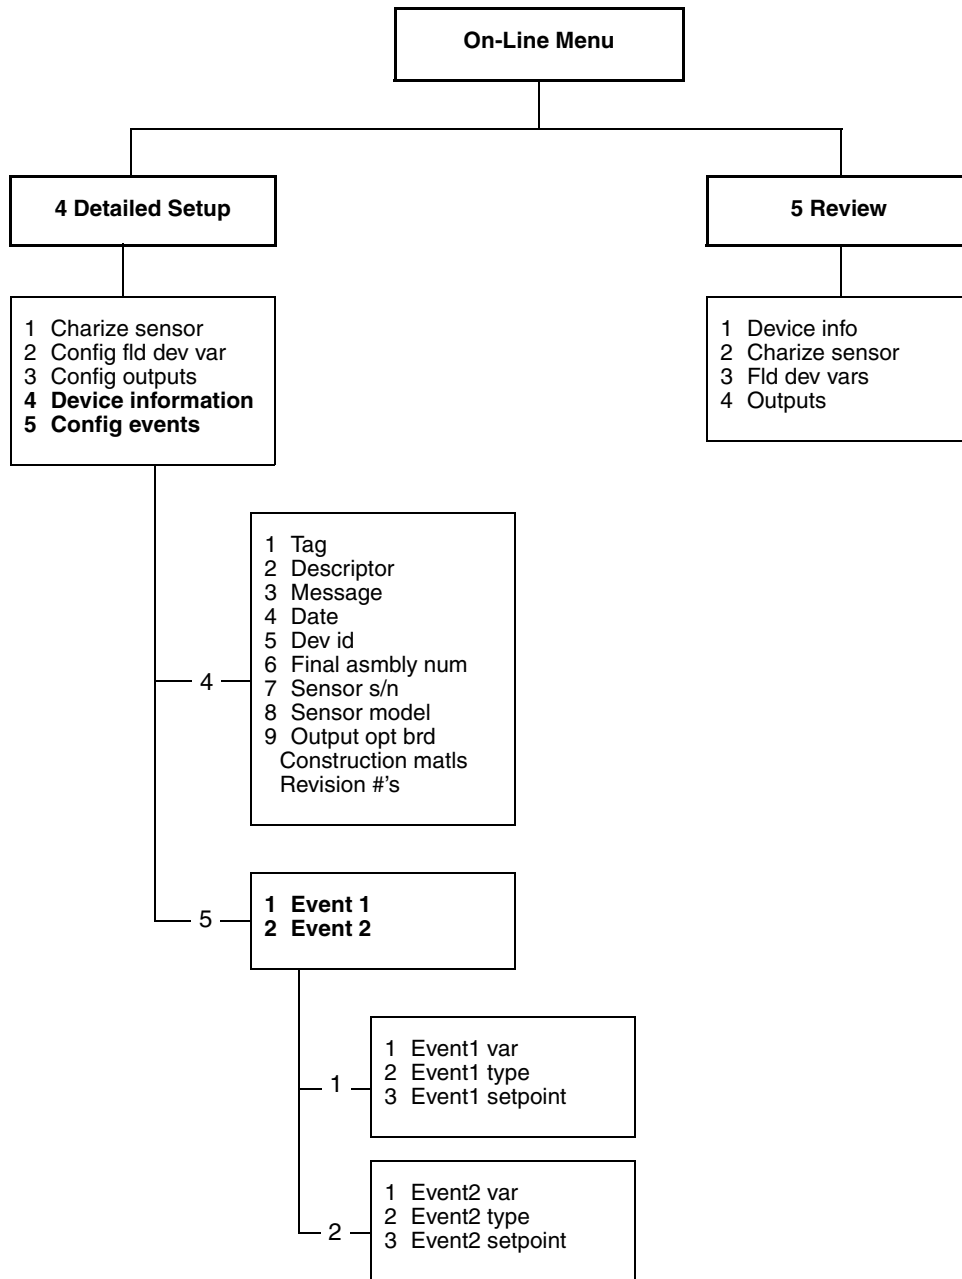 On-Line Menu
4 Detailed Setup
5 Review
1 Charize sensor
2 Config fld dev var
3 Config outputs
4 Device information
5 Config events
1 Device info
2 Charize sensor
3 Fld dev vars
4 Outputs
4
1 Tag
2 Descriptor
3 Message
4 Date
5 Dev id
6 Final asmbly num
7 Sensor s/n
8 Sensor model
9 Output opt brd
Construction matls
Revision #'s
5
1 Event 1
2 Event 2
1
1 Event1 var
2 Event1 type
3 Event1 setpoint
2
1 Event2 var
2 Event2 type
3 Event2 setpoint